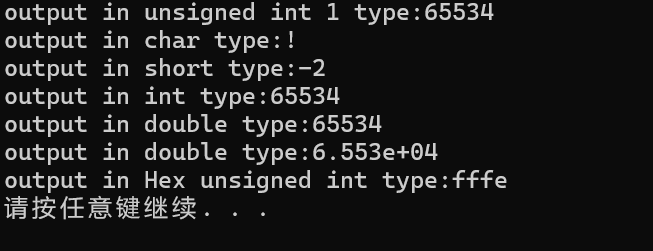 output in unsigned int 1 type:65534
output in char type:!
output in short type:-2
output in int type:65534
output in double type:65534
output in double type:6.553e+04
output in Hex unsigned int type:fffe
请按任意键继续. . .